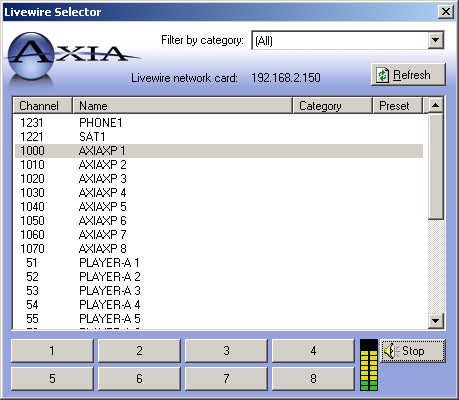 Livewire Selector
AXIA
Filter by category: (All)
Livewire network card: 192.168.2.150
Refresh
Channel Name Category Preset
1231 PHONE1
1221 SAT1
1000 AXIAXP 1
1010 AXIAXP 2
1020 AXIAXP 3
1030 AXIAXP 4
1040 AXIAXP 5
1050 AXIAXP 6
1060 AXIAXP 7
1070 AXIAXP 8
51 PLAYER-A 1
52 PLAYER-A 2
53 PLAYER-A 3
54 PLAYER-A 4
55 PLAYER-A 5
1 2 3 4 Stop
5 6 7 8